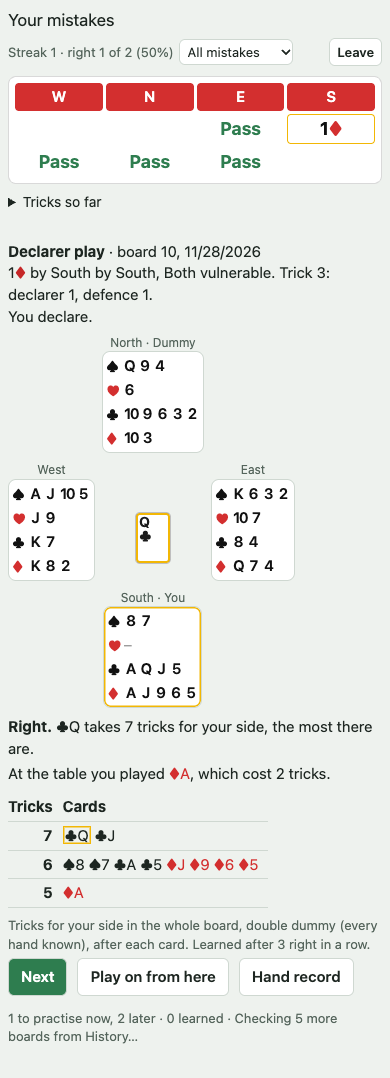 Your mistakes
Streak 1 · right 1 of 2 (50%) All mistakes Leave
W N E S
Pass 1♦
Pass Pass Pass
▶ Tricks so far
Declarer play · board 10, 11/28/2026
1♦ by South by South, Both vulnerable. Trick 3:
declarer 1, defence 1.
You declare.
North · Dummy
♠ Q 9 4
♥ 6
♣ 10 9 6 3 2
♦ 10 3
West
♠ A J 10 5
♥ J 9
♣ K 7
♦ K 8 2
Q
♣
East
♠ K 6 3 2
♥ 10 7
♣ 8 4
♦ Q 7 4
South · You
♠ 8 7
♥ –
♣ A Q J 5
♦ A J 9 6 5
Right. ♣Q takes 7 tricks for your side, the most there
are.
At the table you played ♦A, which cost 2 tricks.
Tricks Cards
7 ♣Q ♣J
6 ♠8 ♠7 ♣A ♣5 ♦J ♦9 ♦6 ♦5
5 ♦A
Tricks for your side in the whole board, double dummy (every
hand known), after each card. Learned after 3 right in a row.
Next Play on from here Hand record
1 to practise now, 2 later · 0 learned · Checking 5 more
boards from History…